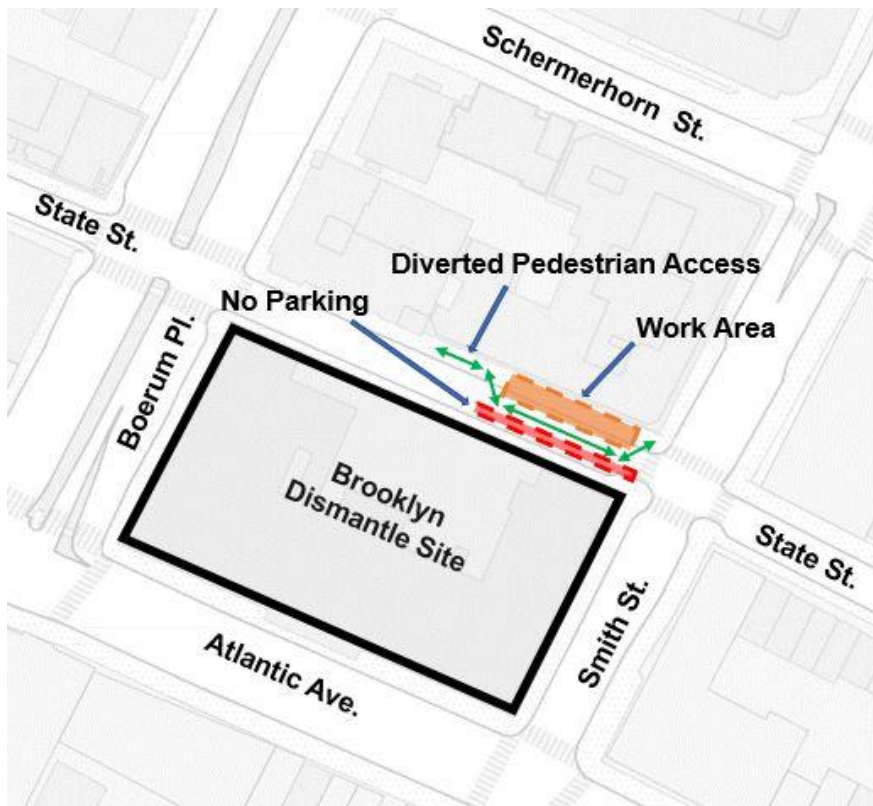 Schermerhorn St.
State St.
Diverted Pedestrian Access
No Parking
Work Area
Boerum Pl.
Brooklyn
Dismantle Site
State St.
Smith St.
Atlantic Ave.